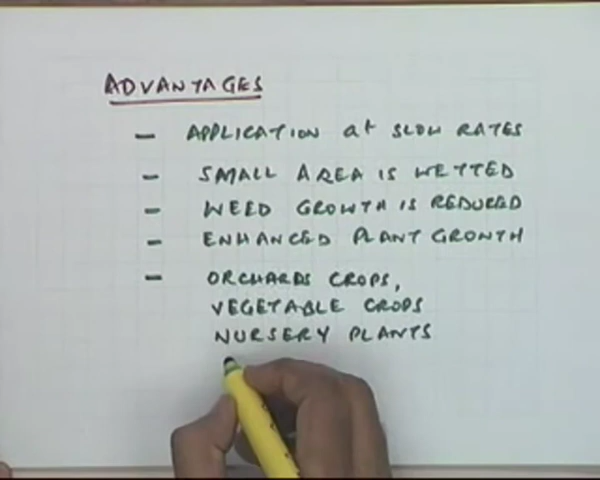 ADVANTAGES
- APPLICATION at SLOW RATES
- SMALL AREA IS WETTED
- WEED GROWTH IS REDUCED
- ENHANCED PLANT GROWTH
- ORCHARDS CROPS,
VEGETABLE CROPS
NURSERY PLANTS